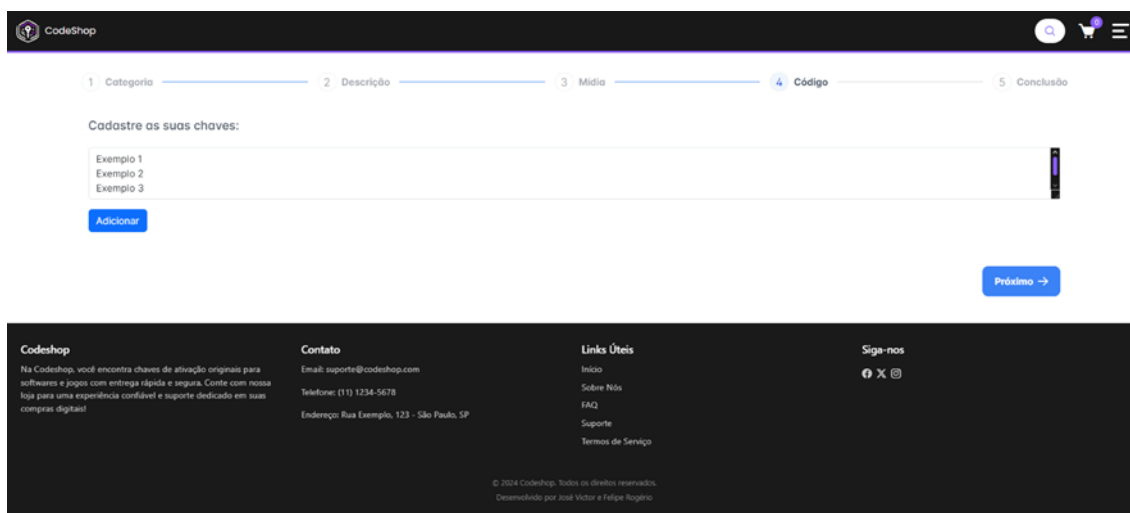 CodeShop
0
1 Categoria
2 Descrição
3 Mídia
4 Código
5 Conclusão
Cadastre as suas chaves:
Exemplo 1
Exemplo 2
Exemplo 3
Adicionar
Próximo →
Codeshop
Na Codeshop, você encontra chaves de ativação originais para
softwares e jogos com entrega rápida e segura. Conte com nossa
loja para uma experiência confiável e suporte dedicado em suas
compras digitais!
Contato
Email: suporte@codeshop.com
Telefone: (11) 1234-5678
Endereço: Rua Exemplo, 123 - São Paulo, SP
Links Úteis
Início
Sobre Nós
FAQ
Suporte
Termos de Serviço
Siga-nos
© 2024 Codeshop. Todos os direitos reservados.
Desenvolvido por José Victor e Felipe Rogério